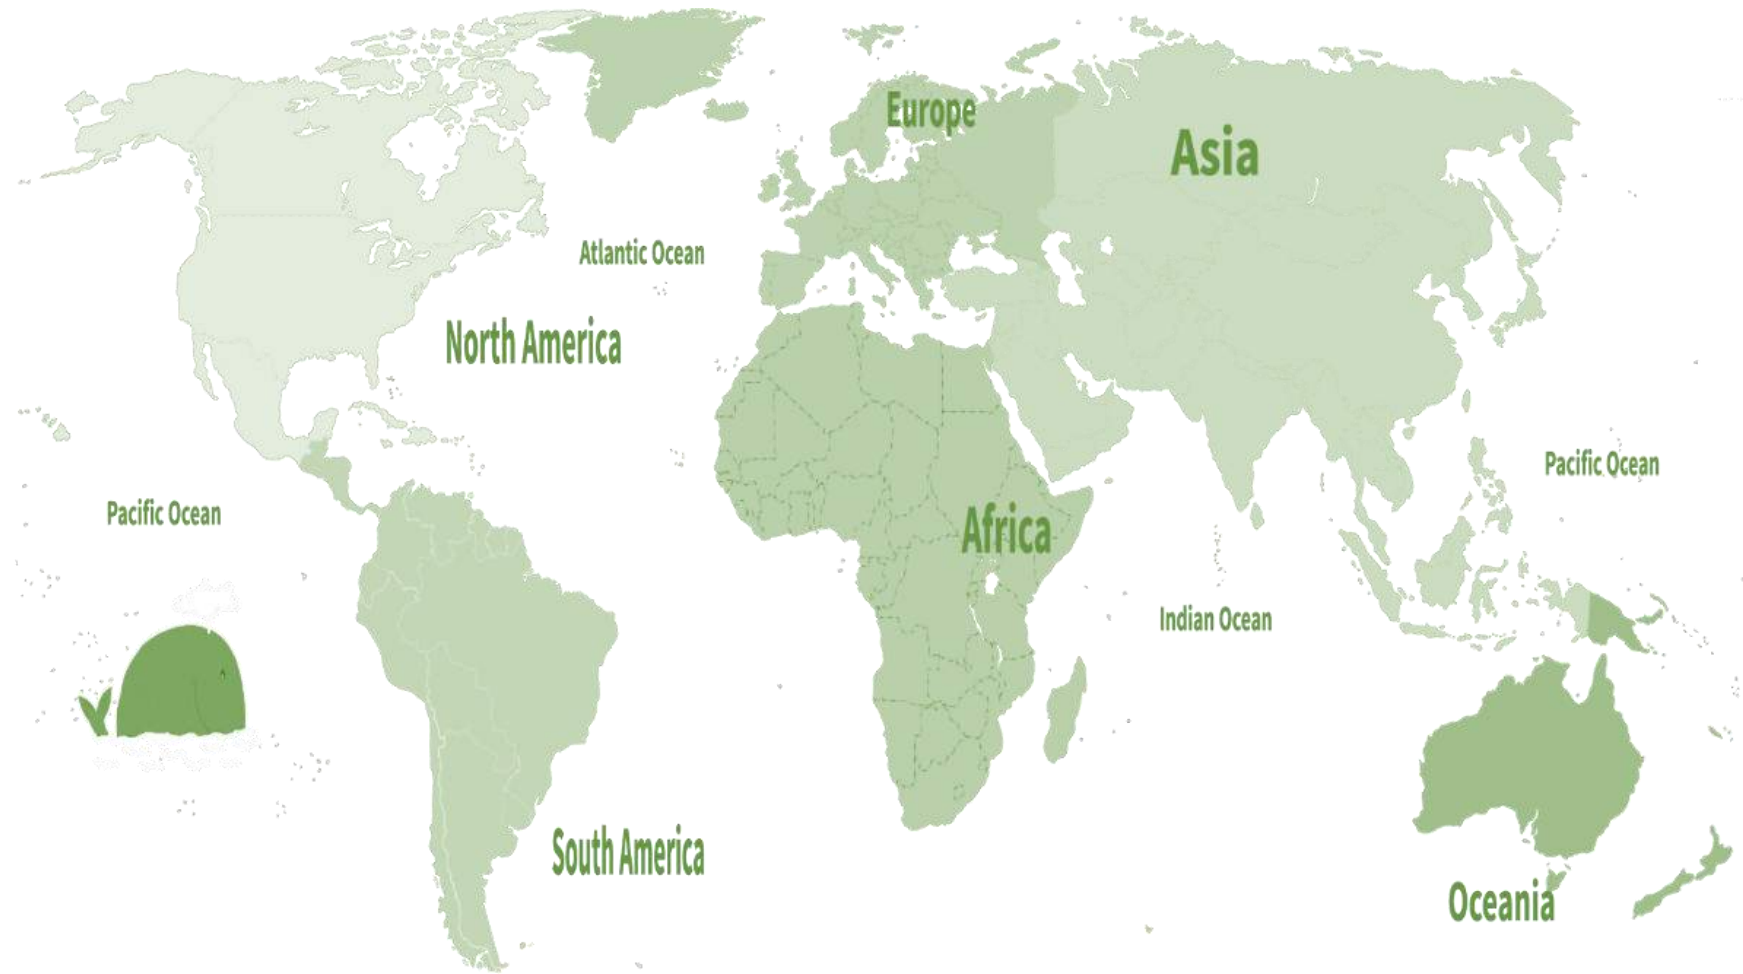 Europe
Asia
Atlantic Ocean
North America
Pacific Ocean
Pacific Ocean
Africa
Indian Ocean
South America
Oceania